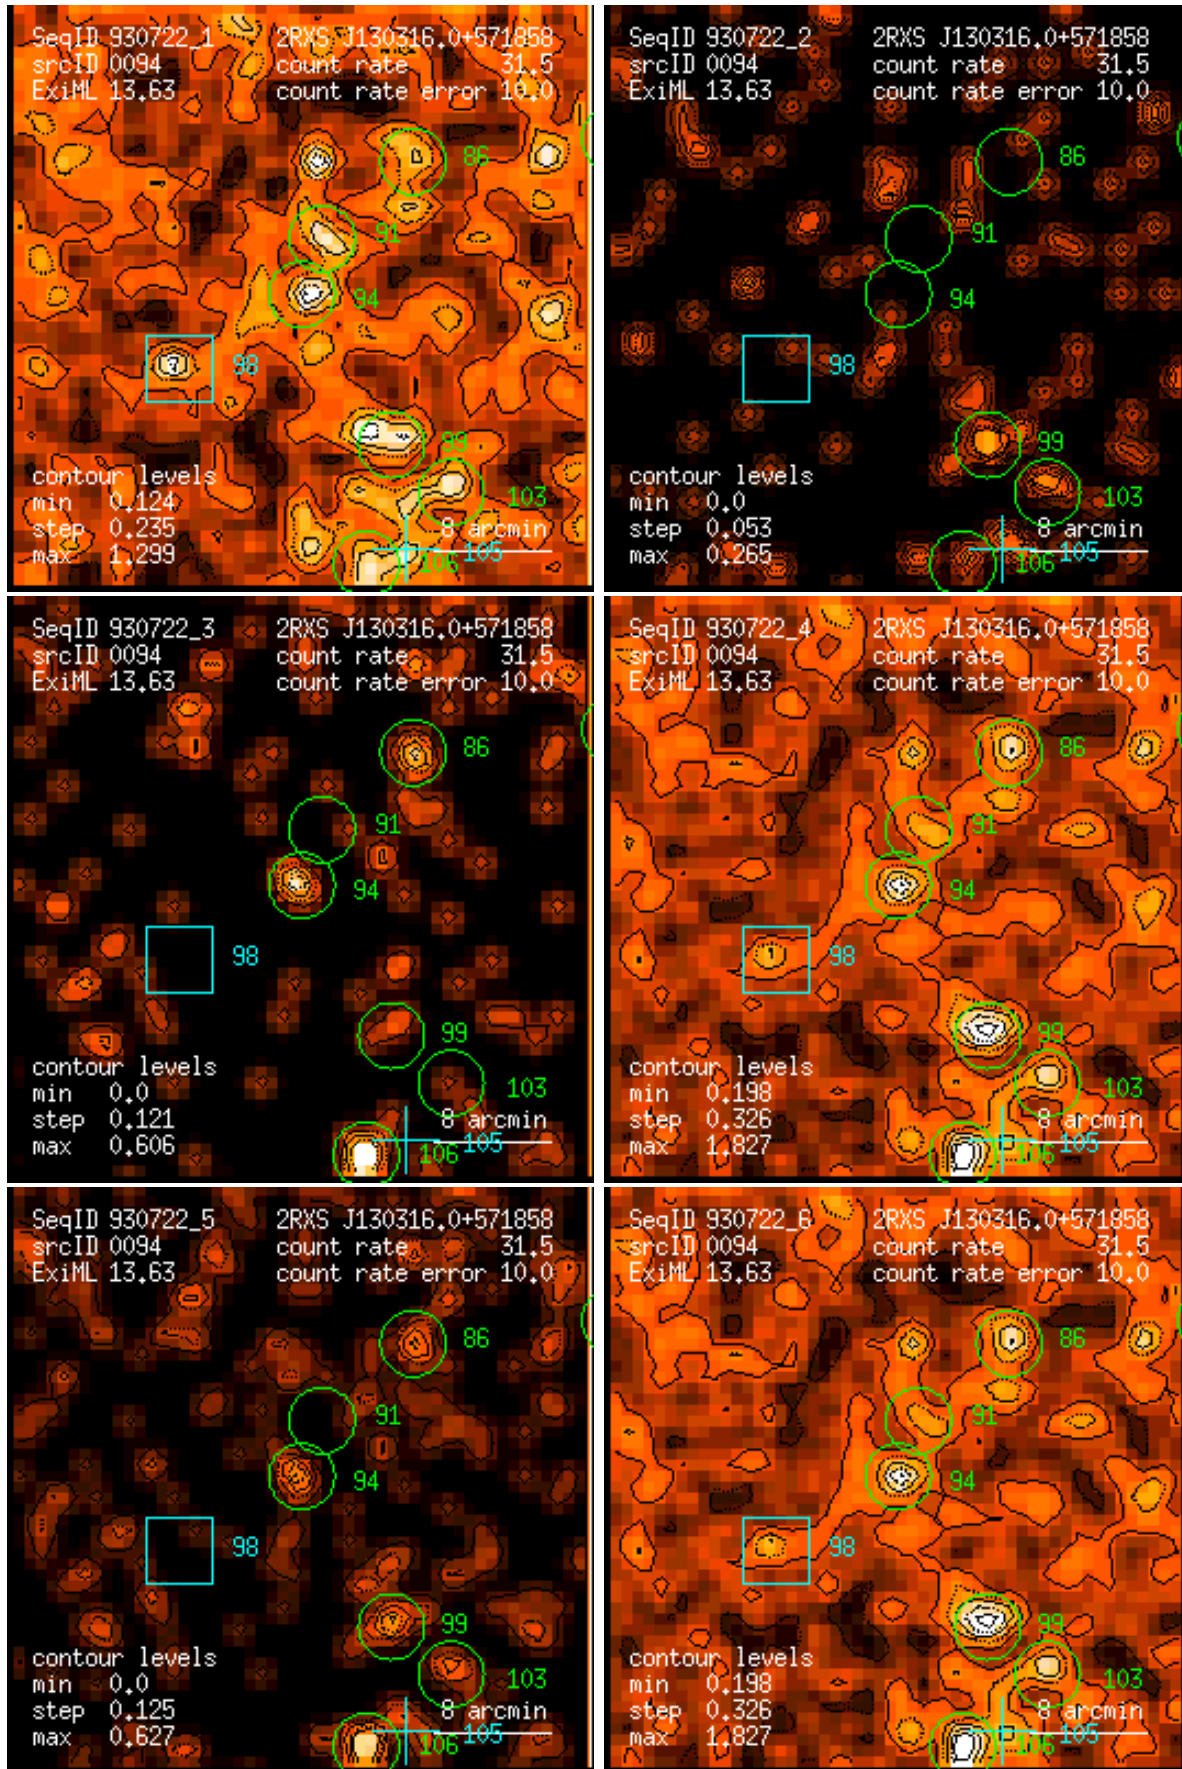 SeqID 930722_1 2RXS J130316.0+571858
srcID 0094 count rate 31.5
ExiML 13.63 count rate error 10.0
86
91
94
98
99
contour levels
min 0.124
103
step 0.235 8 arcmin
max 1.299
106 105
SeqID 930722_2 2RXS J130316.0+571858
srcID 0094 count rate 31.5
ExiML 13.63 count rate error 10.0
86
91
94
98
99
contour levels
min 0.0
103
step 0.053 8 arcmin
max 0.265
106 105
SeqID 930722_3 2RXS J130316.0+571858
srcID 0094 count rate 31.5
ExiML 13.63 count rate error 10.0
86
91
94
98
99
contour levels
min 0.0
103
step 0.121 8 arcmin
max 0.606
106 105
SeqID 930722_4 2RXS J130316.0+571858
srcID 0094 count rate 31.5
ExiML 13.63 count rate error 10.0
86
91
94
98
99
contour levels
min 0.198
103
step 0.326 8 arcmin
max 1.827
106 105
SeqID 930722_5 2RXS J130316.0+571858
srcID 0094 count rate 31.5
ExiML 13.63 count rate error 10.0
86
91
94
98
99
contour levels
min 0.0
103
step 0.125 8 arcmin
max 0.627
106 105
SeqID 930722_6 2RXS J130316.0+571858
srcID 0094 count rate 31.5
ExiML 13.63 count rate error 10.0
86
91
94
98
99
contour levels
min 0.198
103
step 0.326 8 arcmin
max 1.827
106 105